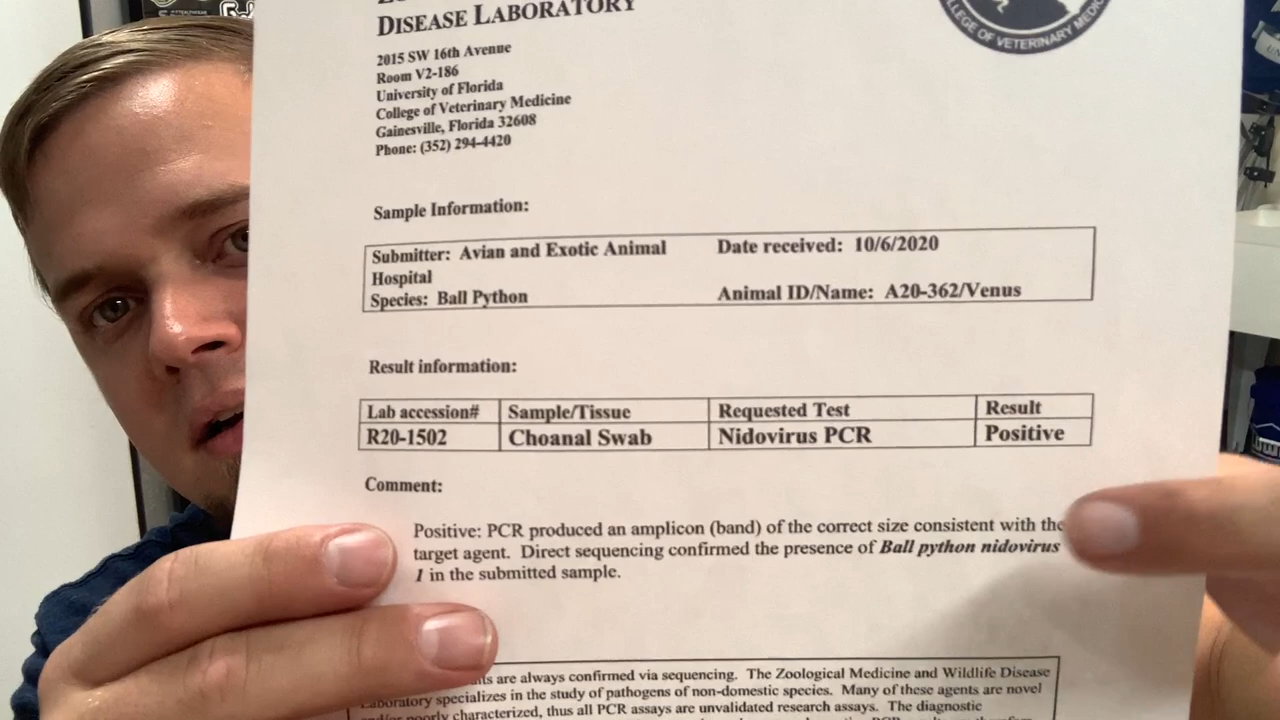 DISEASE LABORATORY
COLLEGE OF VETERINARY MEDIC
2015 SW 16th Avenue
Room V2-186
University of Florida
College of Veterinary Medicine
Gainesville, Florida 32608
Phone: (352) 294-4420
Sample Information:
Submitter: Avian and Exotic Animal Date received: 10/6/2020
Hospital
Species: Ball Python Animal ID/Name: A20-362/Venus
Result information:
Lab accession# Sample/Tissue Requested Test Result
R20-1502 Choanal Swab Nidovirus PCR Positive
Comment:
Positive: PCR produced an amplicon (band) of the correct size consistent with the
target agent. Direct sequencing confirmed the presence of Ball python nidovirus
1 in the submitted sample.
are always confirmed via sequencing. The Zoological Medicine and Wildlife Disease
Laboratory specializes in the study of pathogens of non-domestic species. Many of these agents are novel
and/or poorly characterized, thus all PCR assays are unvalidated research assays. The diagnostic